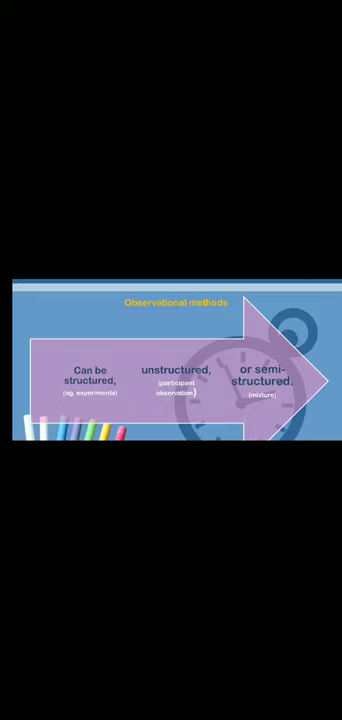 Observational methods
Can be
structured,
(eg. experiments)
unstructured,
(participant
observation)
or semi-
structured.
(mixture)